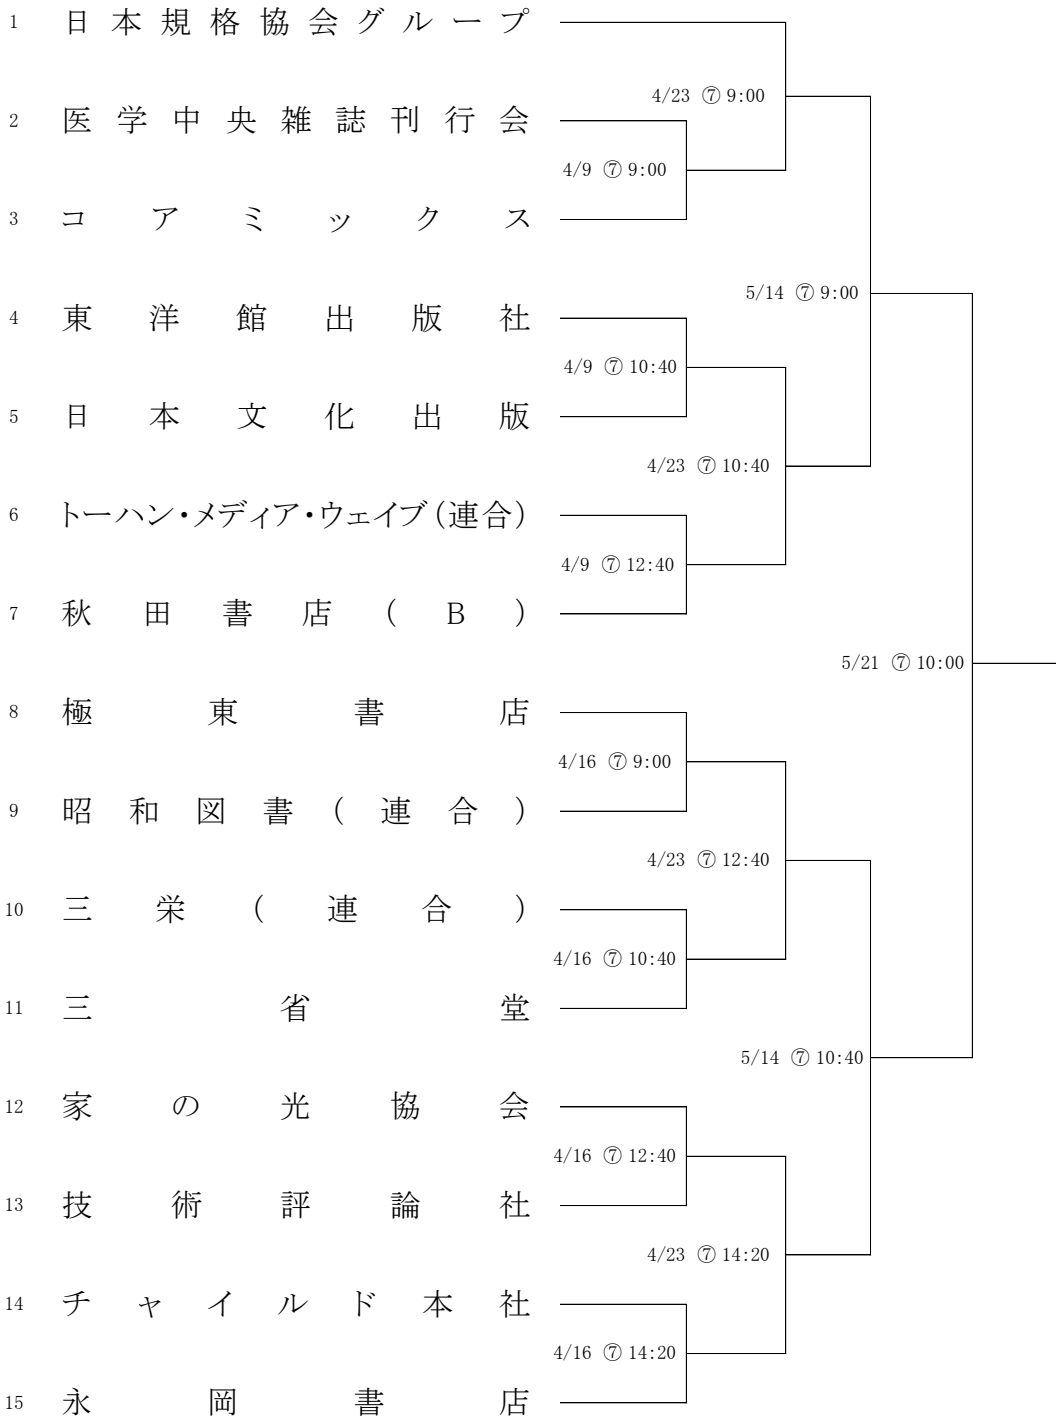 1 日本規格協会グループ
4/23 ⑦ 9:00
2 医学中央雑誌刊行会
4/9 ⑦ 9:00
3 コアミックス
5/14 ⑦ 9:00
4 東洋館出版社
4/9 ⑦ 10:40
5 日本文化出版
4/23 ⑦ 10:40
6 トーハン・メディア・ウェイブ(連合)
4/9 ⑦ 12:40
7 秋田書店(B)
5/21 ⑦ 10:00
8 極東書店
4/16 ⑦ 9:00
9 昭和図書(連合)
4/23 ⑦ 12:40
10 三栄(連合)
4/16 ⑦ 10:40
11 三省堂
5/14 ⑦ 10:40
12 家の光協会
4/16 ⑦ 12:40
13 技術評論社
4/23 ⑦ 14:20
14 チャイルド本社
4/16 ⑦ 14:20
15 永岡書店